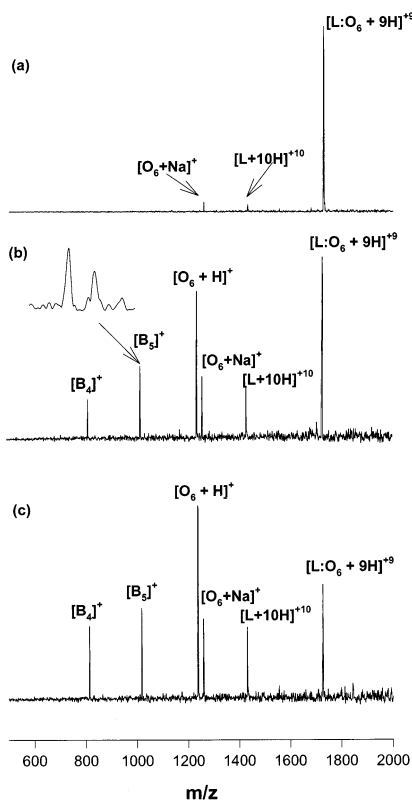 (a)
[L:O₆ + 9H]⁺⁹
[O₆+Na]⁺
[L+10H]⁺¹⁰
(b)
[L:O₆ + 9H]⁺⁹
[O₆ + H]⁺
[B₅]⁺
[O₆+Na]⁺
[B₄]⁺
[L+10H]⁺¹⁰
(c)
[O₆ + H]⁺
[L:O₆ + 9H]⁺⁹
[B₅]⁺
[O₆+Na]⁺
[B₄]⁺
[L+10H]⁺¹⁰
600 800 1000 1200 1400 1600 1800 2000
m/z